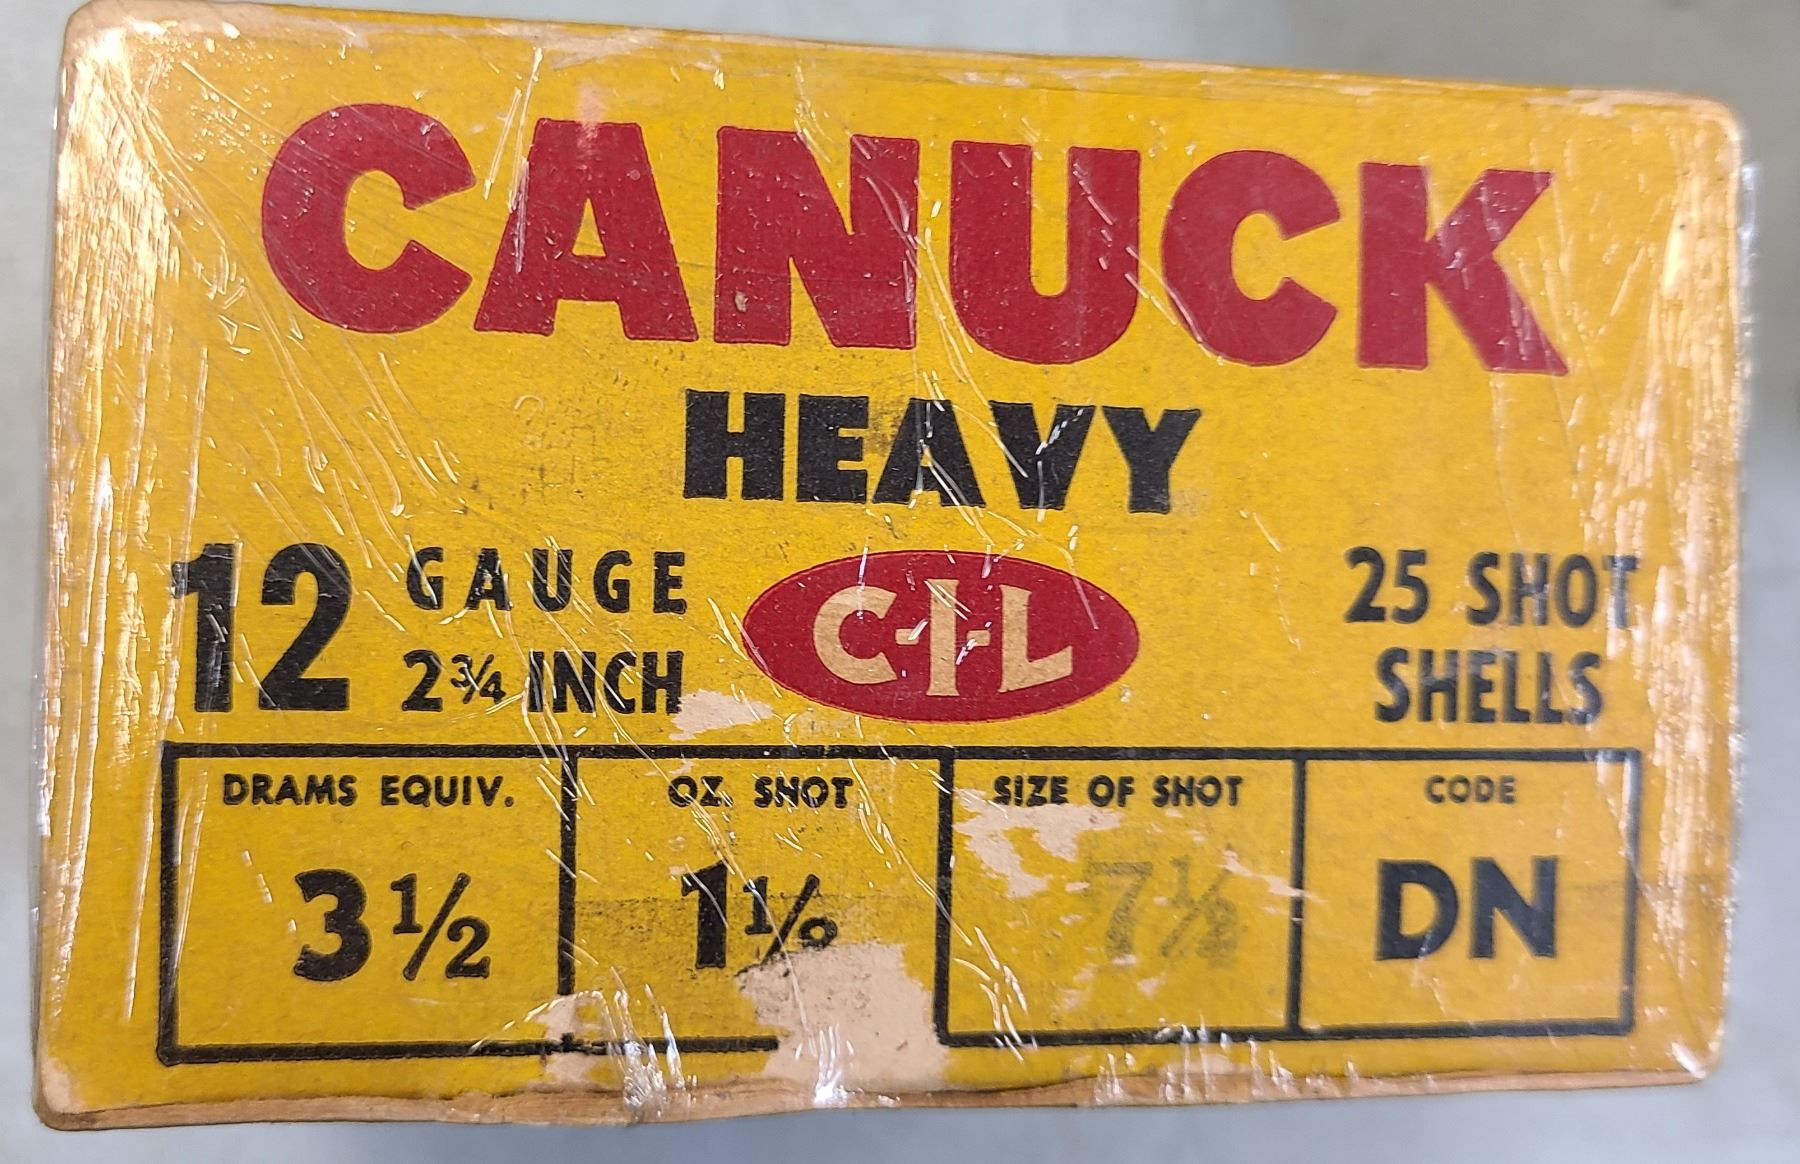 CANUCK
HEAVY
12 GAUGE
2¾ INCH
C-I-L
25 SHOT
SHELLS
DRAMS EQUIV.
3½
OZ. SHOT
1⅛
SIZE OF SHOT
7½
CODE
DN